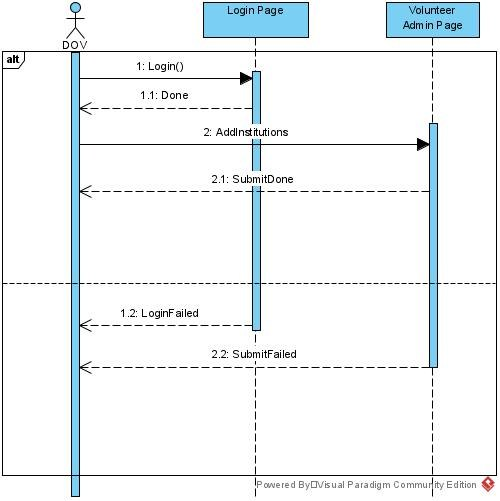 Login Page
Volunteer
Admin Page
DOV
alt
1: Login()
1.1: Done
2: AddInstitutions
2.1: SubmitDone
1.2: LoginFailed
2.2: SubmitFailed
Powered By Visual Paradigm Community Edition